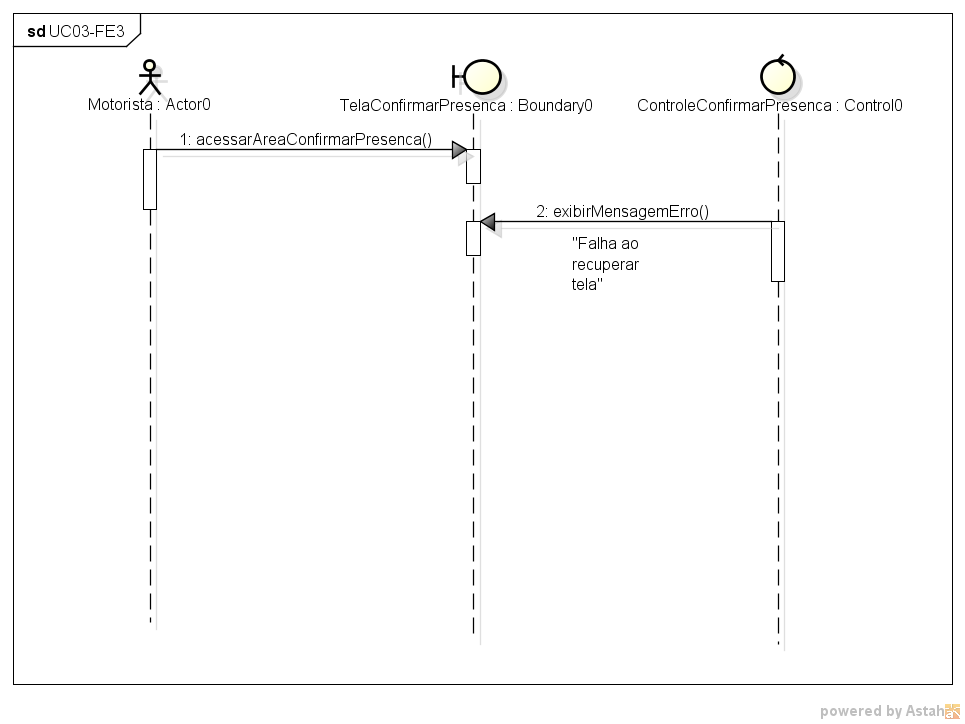 sd UC03-FE3
Motorista : Actor0
TelaConfirmarPresenca : Boundary0
ControleConfirmarPresenca : Control0
1: acessarAreaConfirmarPresenca()
2: exibirMensagemErro()
"Falha ao
recuperar
tela"
powered by Astah